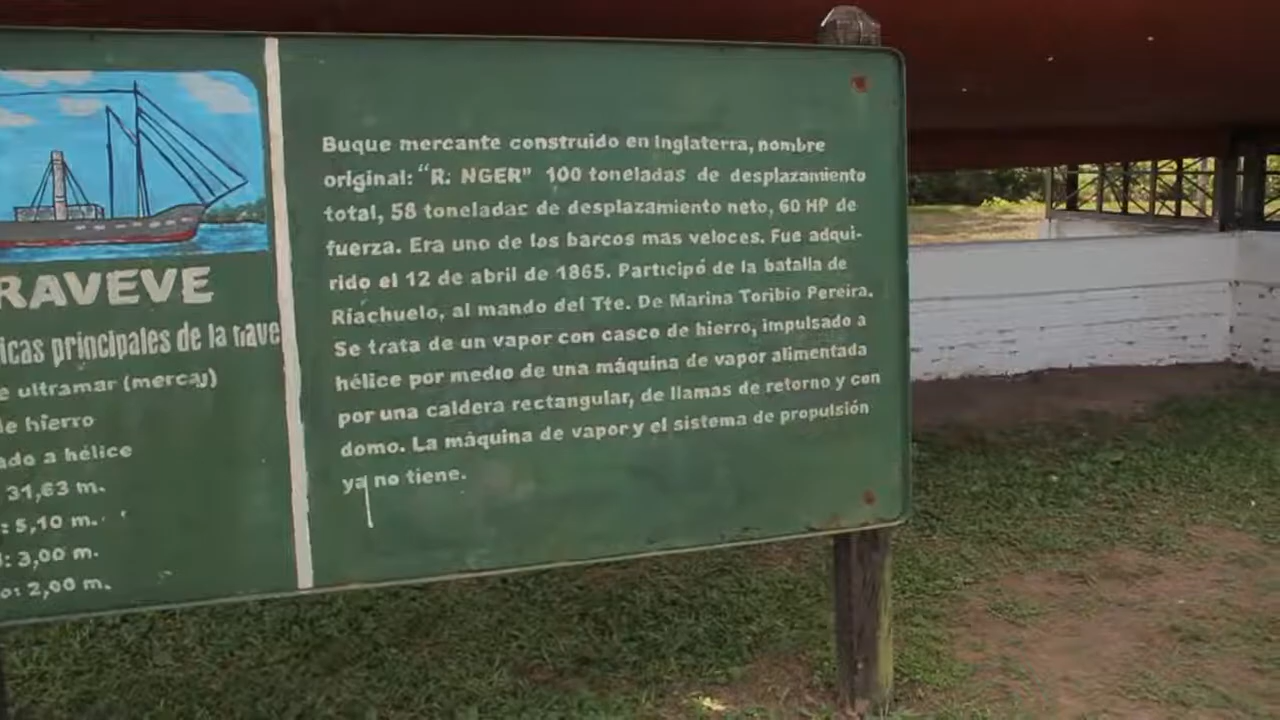 RAVEVE
icas principales de la nave
e ultramar (mercay)
de hierro
ado a hélice
31,63 m.
: 5,10 m.
: 3,00 m.
o: 2,00 m.
Buque mercante construido en Inglaterra, nombre
original: “R. NGER” 100 toneladas de desplazamiento
total, 58 toneladas de desplazamiento neto, 60 HP de
fuerza. Era uno de los barcos mas veloces. Fue adqui-
rido el 12 de abril de 1865. Participó de la batalla de
Riachuelo, al mando del Tte. De Marina Toribio Pereira.
Se trata de un vapor con casco de hierro, impulsado a
hélice por medio de una máquina de vapor alimentada
por una caldera rectangular, de llamas de retorno y con
domo. La máquina de vapor y el sistema de propulsión
ya no tiene.